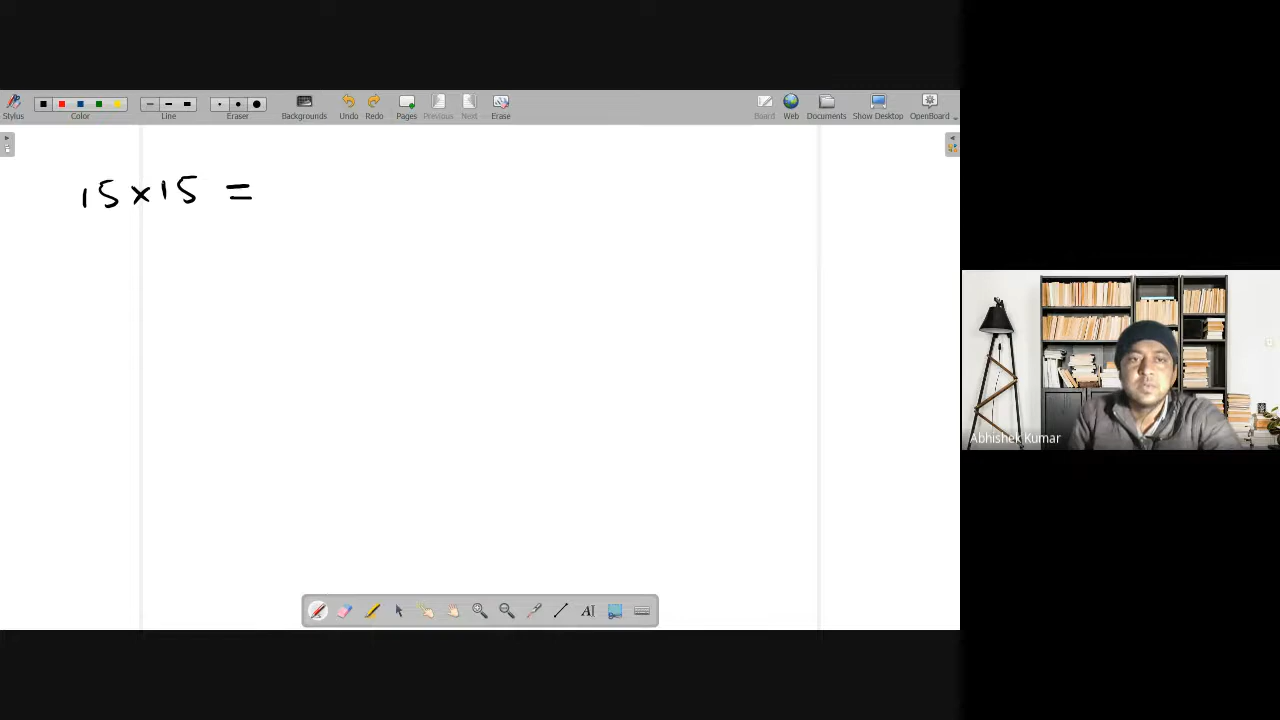 Stylus Color Line Eraser Backgrounds Undo Redo Pages Previous Next Erase Board Web Documents Show Desktop OpenBoard
15×15 =
Abhishek Kumar
AI